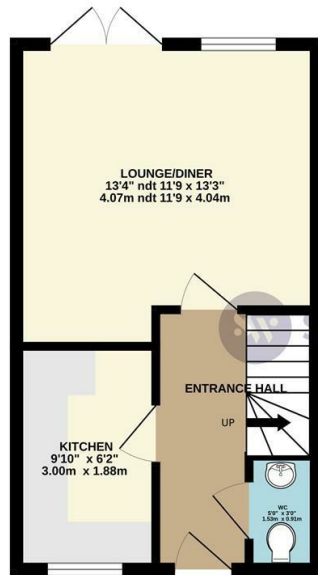 LOUNGE/DINER
13'4" ndt 11'9 x 13'3"
4.07m ndt 11'9 x 4.04m
ENTRANCE HALL
UP
KITCHEN
9'10" x 6'2"
3.00m x 1.88m
WC
5'0" x 3'0"
1.53m x 0.91m